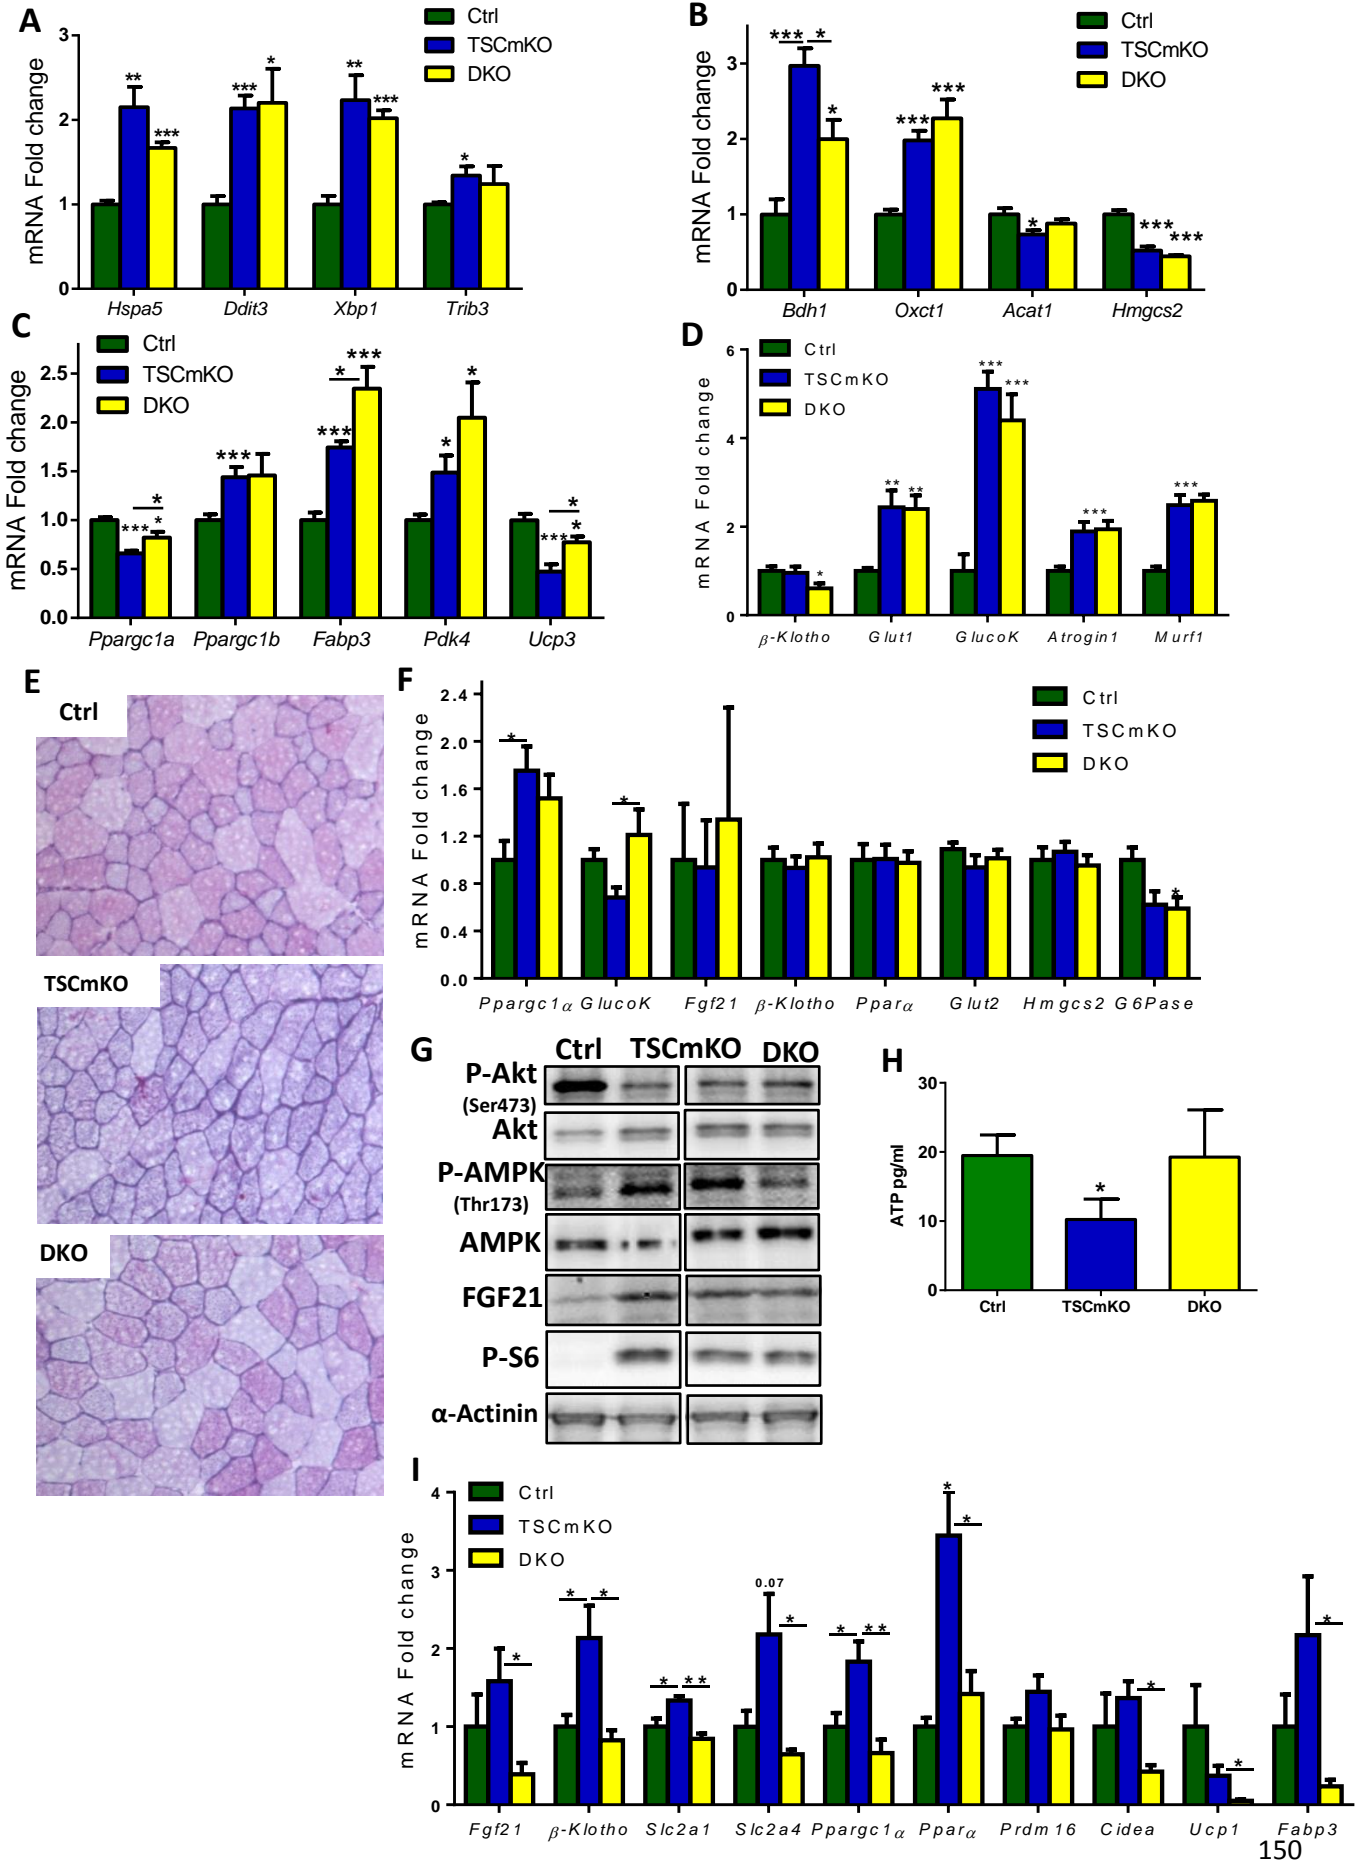 A
Ctrl
TSCmKO
DKO
mRNA Fold change
3
2
1
0
** *** *** * ** *** *
Hspa5 Ddit3 Xbp1 Trib3
B
Ctrl
TSCmKO
DKO
mRNA Fold change
3
2
1
0
*** * * *** *** * *** ***
Bdh1 Oxct1 Acat1 Hmgcs2
C
Ctrl
TSCmKO
DKO
mRNA Fold change
2.5
2.0
1.5
1.0
0.5
0.0
*** * * *** *** * *** * * *** * *
Ppargc1a Ppargc1b Fabp3 Pdk4 Ucp3
D
Ctrl
TSCmKO
DKO
mRNA Fold change
6
4
2
0
* ** ** *** *** *** ***
β-Klotho Glut1 GlucoK Atrogin1 Murf1
E
Ctrl
TSCmKO
DKO
F
Ctrl
TSCmKO
DKO
mRNA Fold change
2.4
2.0
1.6
1.2
0.8
0.4
0.0
* * *
Ppargc1α GlucoK Fgf21 β-Klotho Pparα Glut2 Hmgcs2 G6Pase
G
Ctrl TSCmKO DKO
P-Akt
(Ser473)
Akt
P-AMPK
(Thr173)
AMPK
FGF21
P-S6
α-Actinin
H
ATP pg/ml
30
20
10
0
*
Ctrl TSCmKO DKO
I
Ctrl
TSCmKO
DKO
mRNA Fold change
4
3
2
1
0
* * * * ** 0.07 * * ** * * * * *
Fgf21 β-Klotho Slc2a1 Slc2a4 Ppargc1α Pparα Prdm16 Cidea Ucp1 Fabp3
150